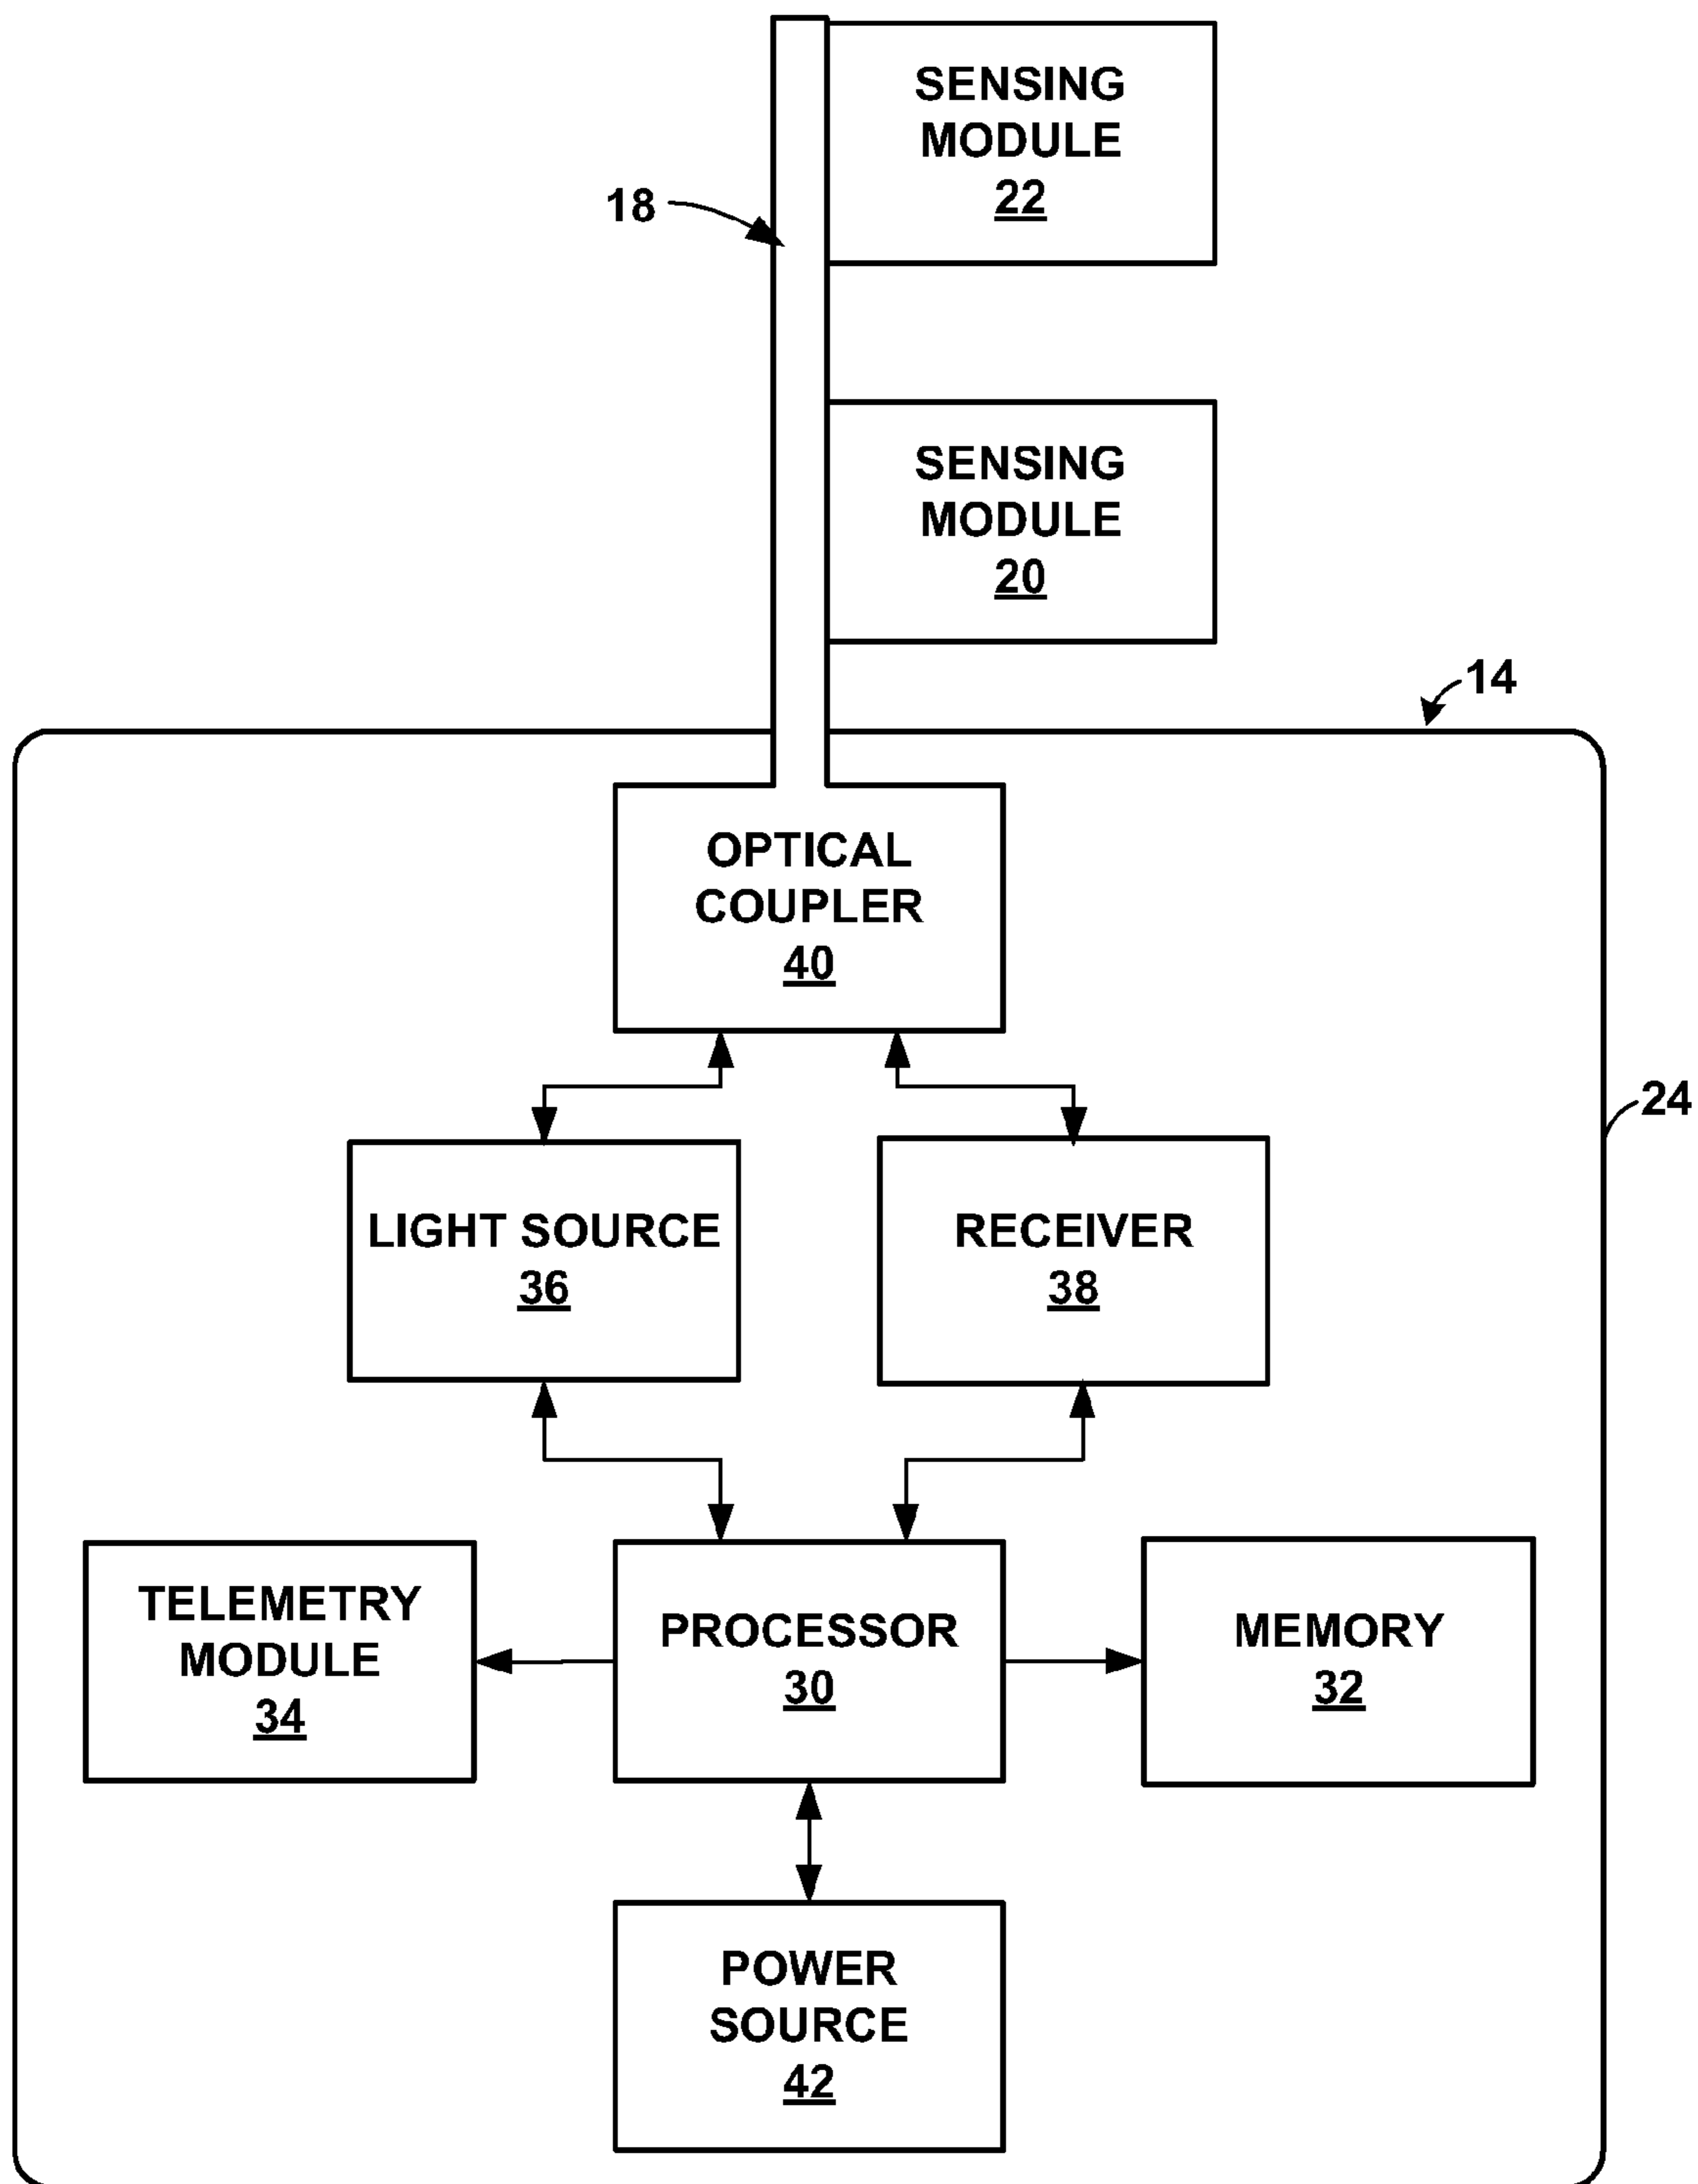 SENSING
MODULE
22
18
SENSING
MODULE
20
14
OPTICAL
COUPLER
40
24
LIGHT SOURCE
36
RECEIVER
38
TELEMETRY
MODULE
34
PROCESSOR
30
MEMORY
32
POWER
SOURCE
42